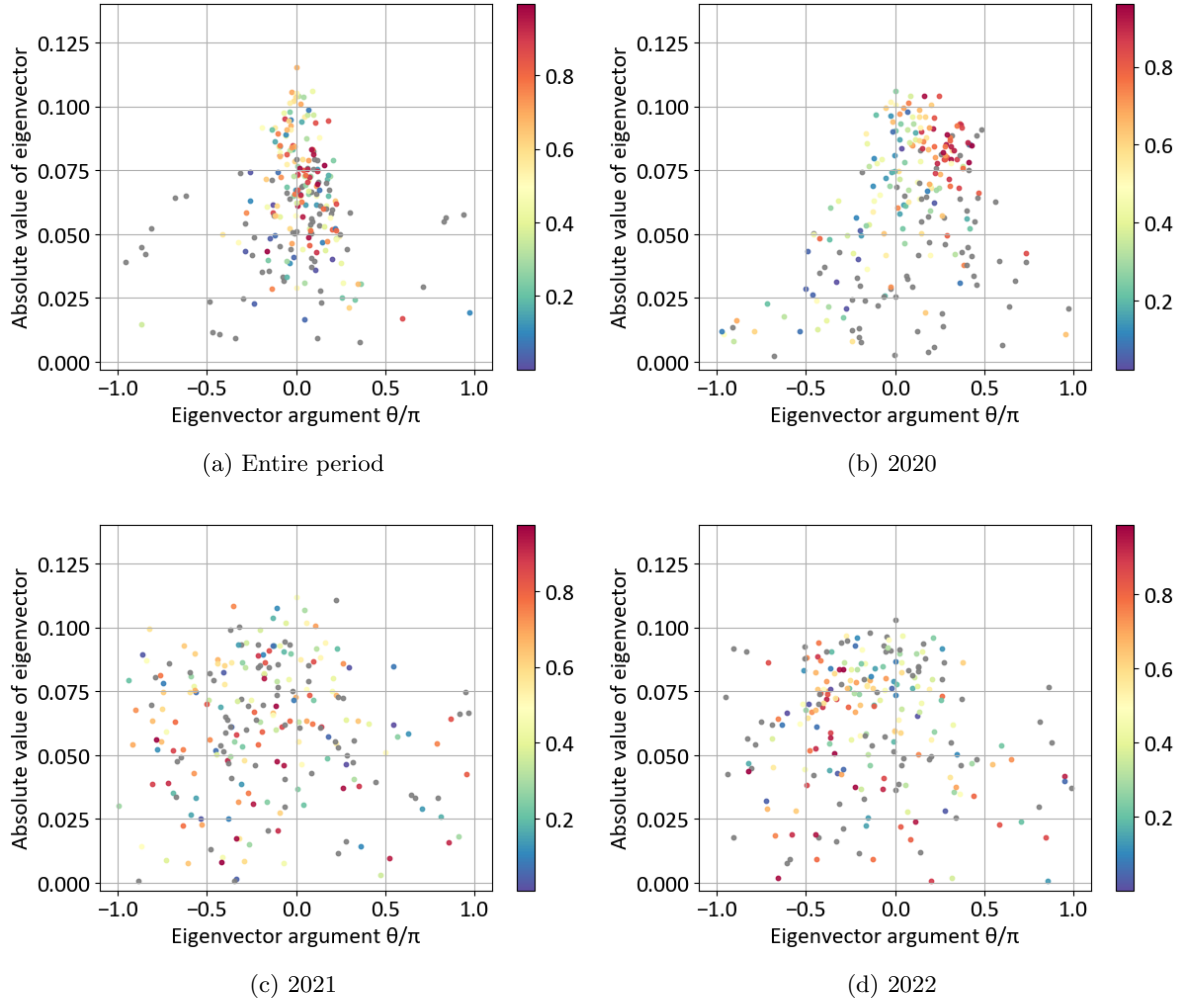 0.125
0.100
0.075
0.050
0.025
0.000
Absolute value of eigenvector
−1.0 −0.5 0.0 0.5 1.0
Eigenvector argument θ/π
0.8
0.6
0.4
0.2
(a) Entire period
0.125
0.100
0.075
0.050
0.025
0.000
Absolute value of eigenvector
−1.0 −0.5 0.0 0.5 1.0
Eigenvector argument θ/π
0.8
0.6
0.4
0.2
(b) 2020
0.125
0.100
0.075
0.050
0.025
0.000
Absolute value of eigenvector
−1.0 −0.5 0.0 0.5 1.0
Eigenvector argument θ/π
0.8
0.6
0.4
0.2
(c) 2021
0.125
0.100
0.075
0.050
0.025
0.000
Absolute value of eigenvector
−1.0 −0.5 0.0 0.5 1.0
Eigenvector argument θ/π
0.8
0.6
0.4
0.2
(d) 2022